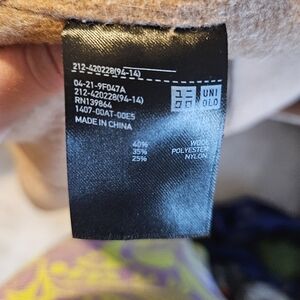 212-420228(94-14)
04-21-9F047A
212-420228(94-14)
RN139864
1407-00AT-00E5
MADE IN CHINA
UNI
QLO
40% WOOL
35% POLYESTER
25% NYLON